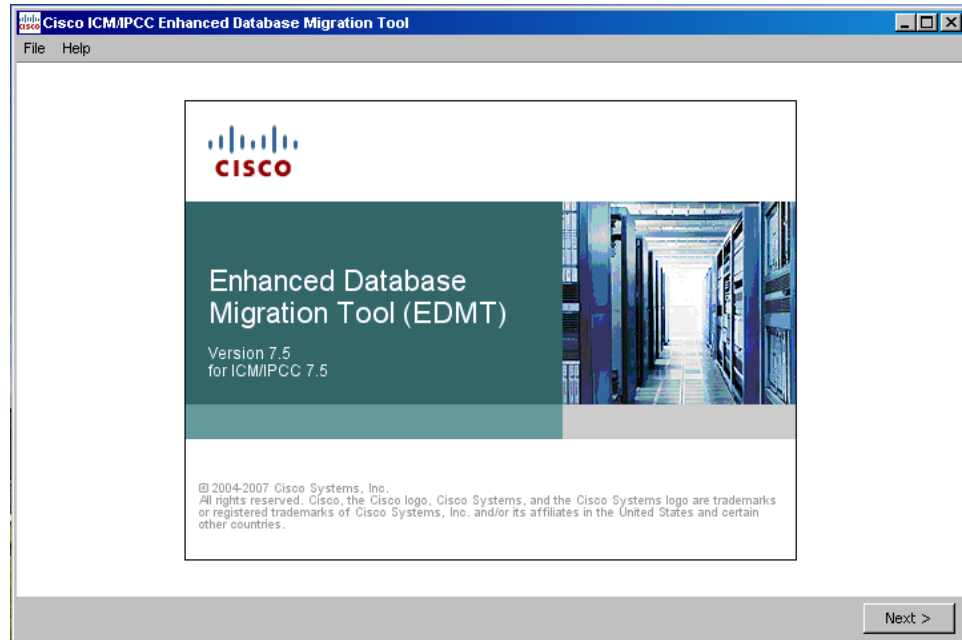 Cisco ICM/IPCC Enhanced Database Migration Tool
File Help
CISCO
Enhanced Database
Migration Tool (EDMT)
Version 7.5
for ICM/IPCC 7.5
© 2004-2007 Cisco Systems, Inc.
All rights reserved. Cisco, the Cisco logo, Cisco Systems, and the Cisco Systems logo are trademarks
or registered trademarks of Cisco Systems, Inc. and/or its affiliates in the United States and certain
other countries.
Next >